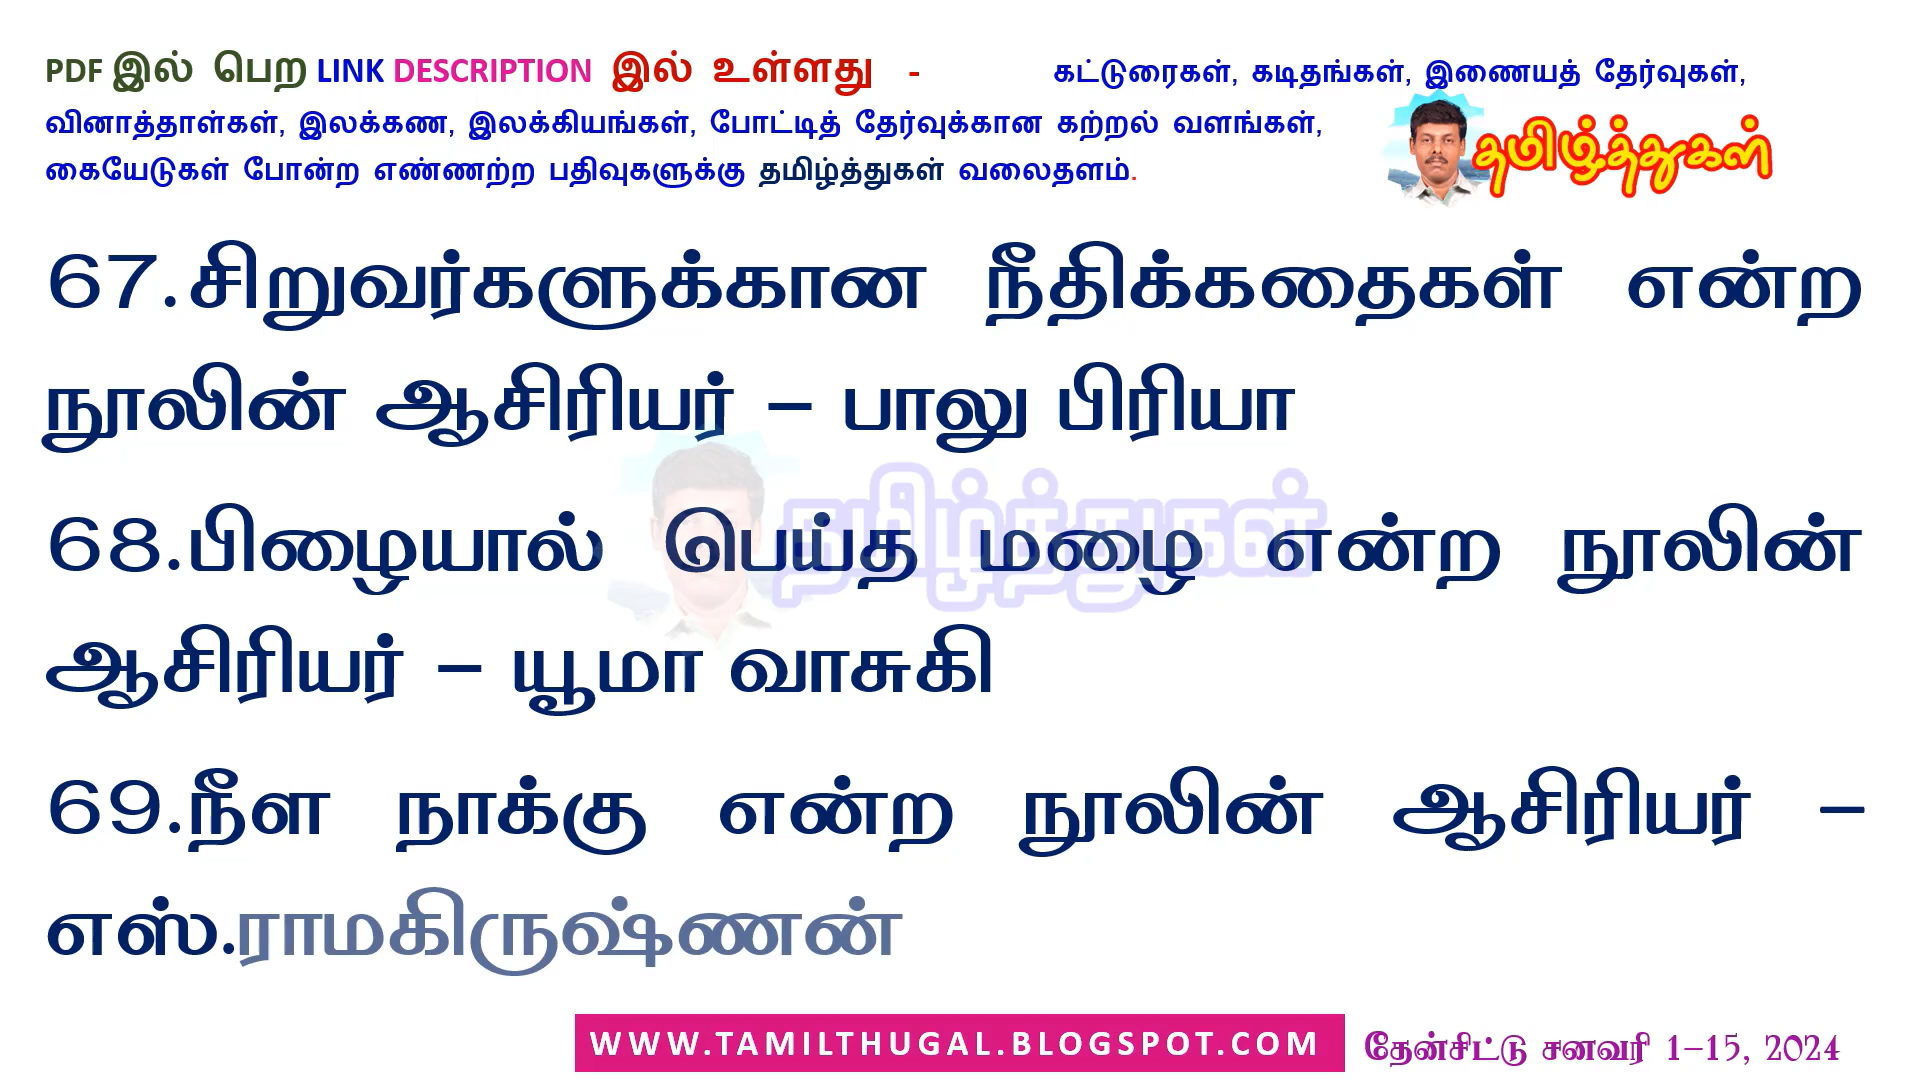 PDF இல் பெற LINK DESCRIPTION இல் உள்ளது - கட்டுரைகள், கடிதங்கள், இணையத் தேர்வுகள்,
வினாத்தாள்கள், இலக்கண, இலக்கியங்கள், போட்டித் தேர்வுக்கான கற்றல் வளங்கள்,
கையேடுகள் போன்ற எண்ணற்ற பதிவுகளுக்கு தமிழ்த்துகள் வலைதளம்.
தமிழ்த்துகள்
67.சிறுவர்களுக்கான நீதிக்கதைகள் என்ற
நூலின் ஆசிரியர் – பாலு பிரியா
தமிழ்த்துகள்
68.பிழையால் பெய்த மழை என்ற நூலின்
ஆசிரியர் – யூமா வாசுகி
69.நீள நாக்கு என்ற நூலின் ஆசிரியர் –
எஸ்.ராமகிருஷ்ணன்
WWW.TAMILTHUGAL.BLOGSPOT.COM
தேன்சிட்டு சனவரி 1–15, 2024